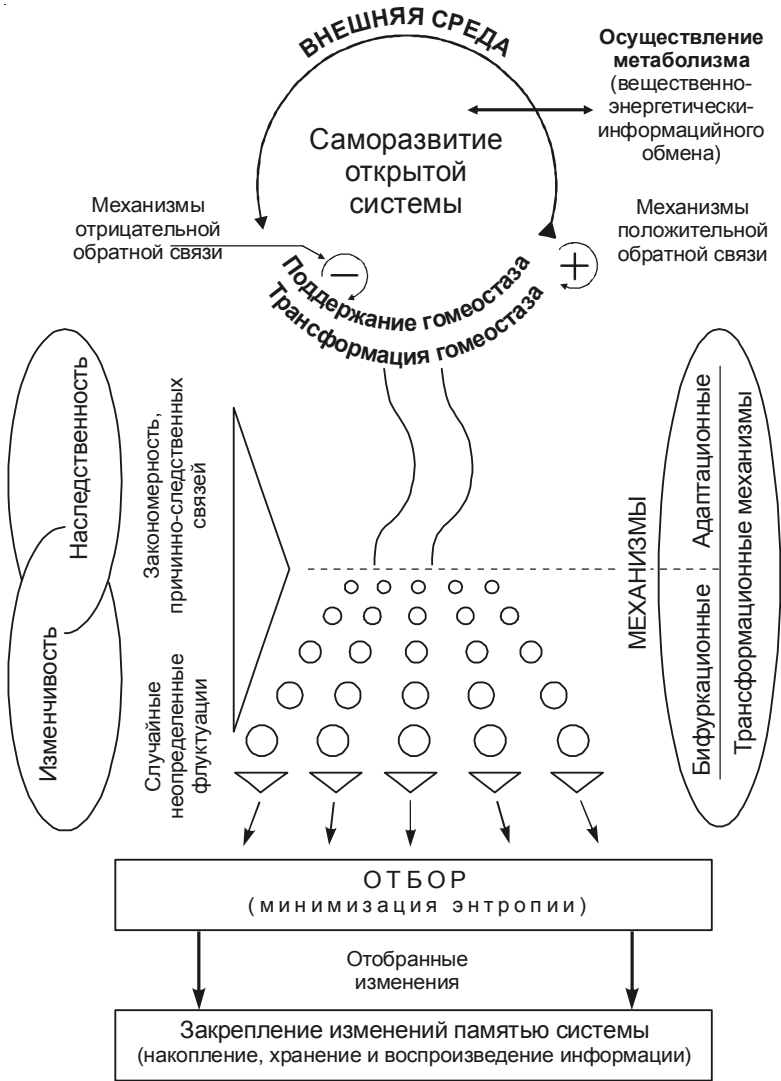 ВНЕШНЯЯ СРЕДА
Осуществление
метаболизма
(вещественно-
энергетически-
информацийного
обмена)
Саморазвитие
открытой
системы
Механизмы
отрицательной
обратной связи
Механизмы
положительной
обратной связи
−
+
Поддержание гомеостаза
Трансформация гомеостаза
Наследственность
Изменчивость
Закономерность,
причинно-следственных
связей
Случайные
неопределенные
флуктуации
МЕХАНИЗМЫ
Адаптационные
Бифуркационные
Трансформационные механизмы
ОТБОР
(минимизация энтропии)
Отобранные
изменения
Закрепление изменений памятью системы
(накопление, хранение и воспроизведение информации)